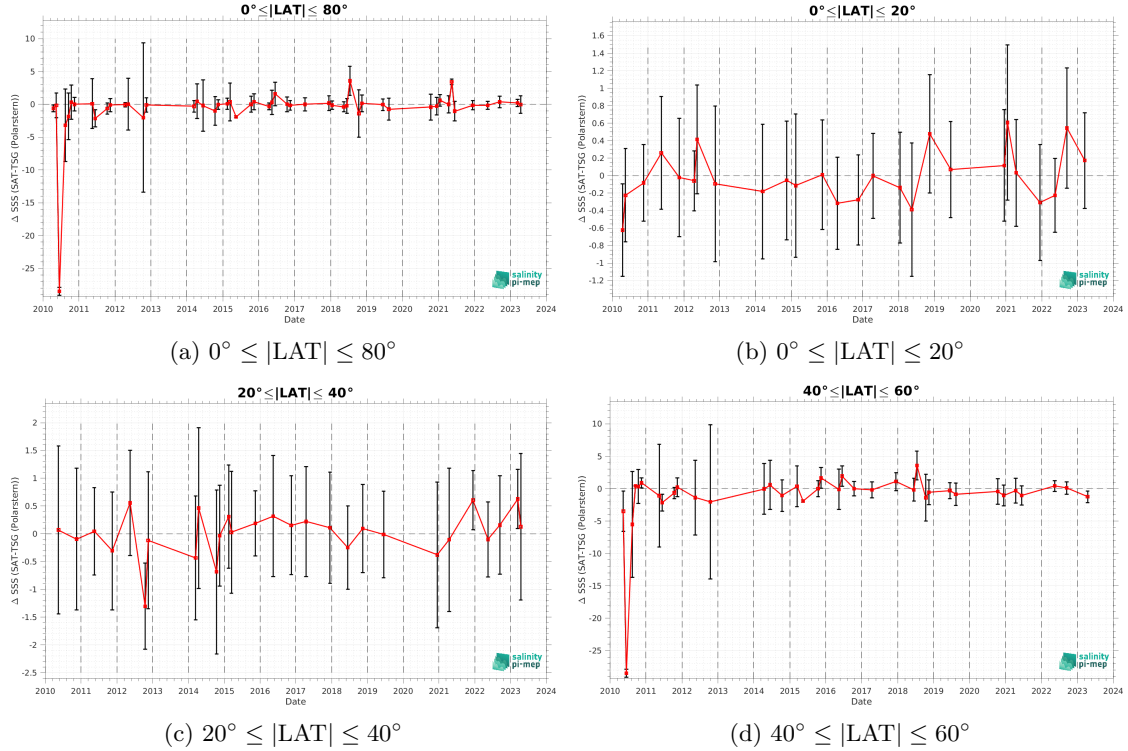 0°≤|LAT|≤ 80°
Δ SSS (SAT-TSG (Polarstern))
10
5
0
-5
-10
-15
-20
-25
2010 2011 2012 2013 2014 2015 2016 2017 2018 2019 2020 2021 2022 2023 2024
Date
salinity
pi-mep
(a) 0° ≤ |LAT| ≤ 80°
0°≤|LAT|≤ 20°
Δ SSS (SAT-TSG (Polarstern))
1.6
1.4
1.2
1
0.8
0.6
0.4
0.2
0
-0.2
-0.4
-0.6
-0.8
-1
-1.2
2010 2011 2012 2013 2014 2015 2016 2017 2018 2019 2020 2021 2022 2023 2024
Date
salinity
pi-mep
(b) 0° ≤ |LAT| ≤ 20°
20°≤|LAT|≤ 40°
Δ SSS (SAT-TSG (Polarstern))
2
1.5
1
0.5
0
-0.5
-1
-1.5
-2
-2.5
2010 2011 2012 2013 2014 2015 2016 2017 2018 2019 2020 2021 2022 2023 2024
Date
salinity
pi-mep
(c) 20° ≤ |LAT| ≤ 40°
40°≤|LAT|≤ 60°
Δ SSS (SAT-TSG (Polarstern))
10
5
0
-5
-10
-15
-20
-25
2010 2011 2012 2013 2014 2015 2016 2017 2018 2019 2020 2021 2022 2023 2024
Date
salinity
pi-mep
(d) 40° ≤ |LAT| ≤ 60°